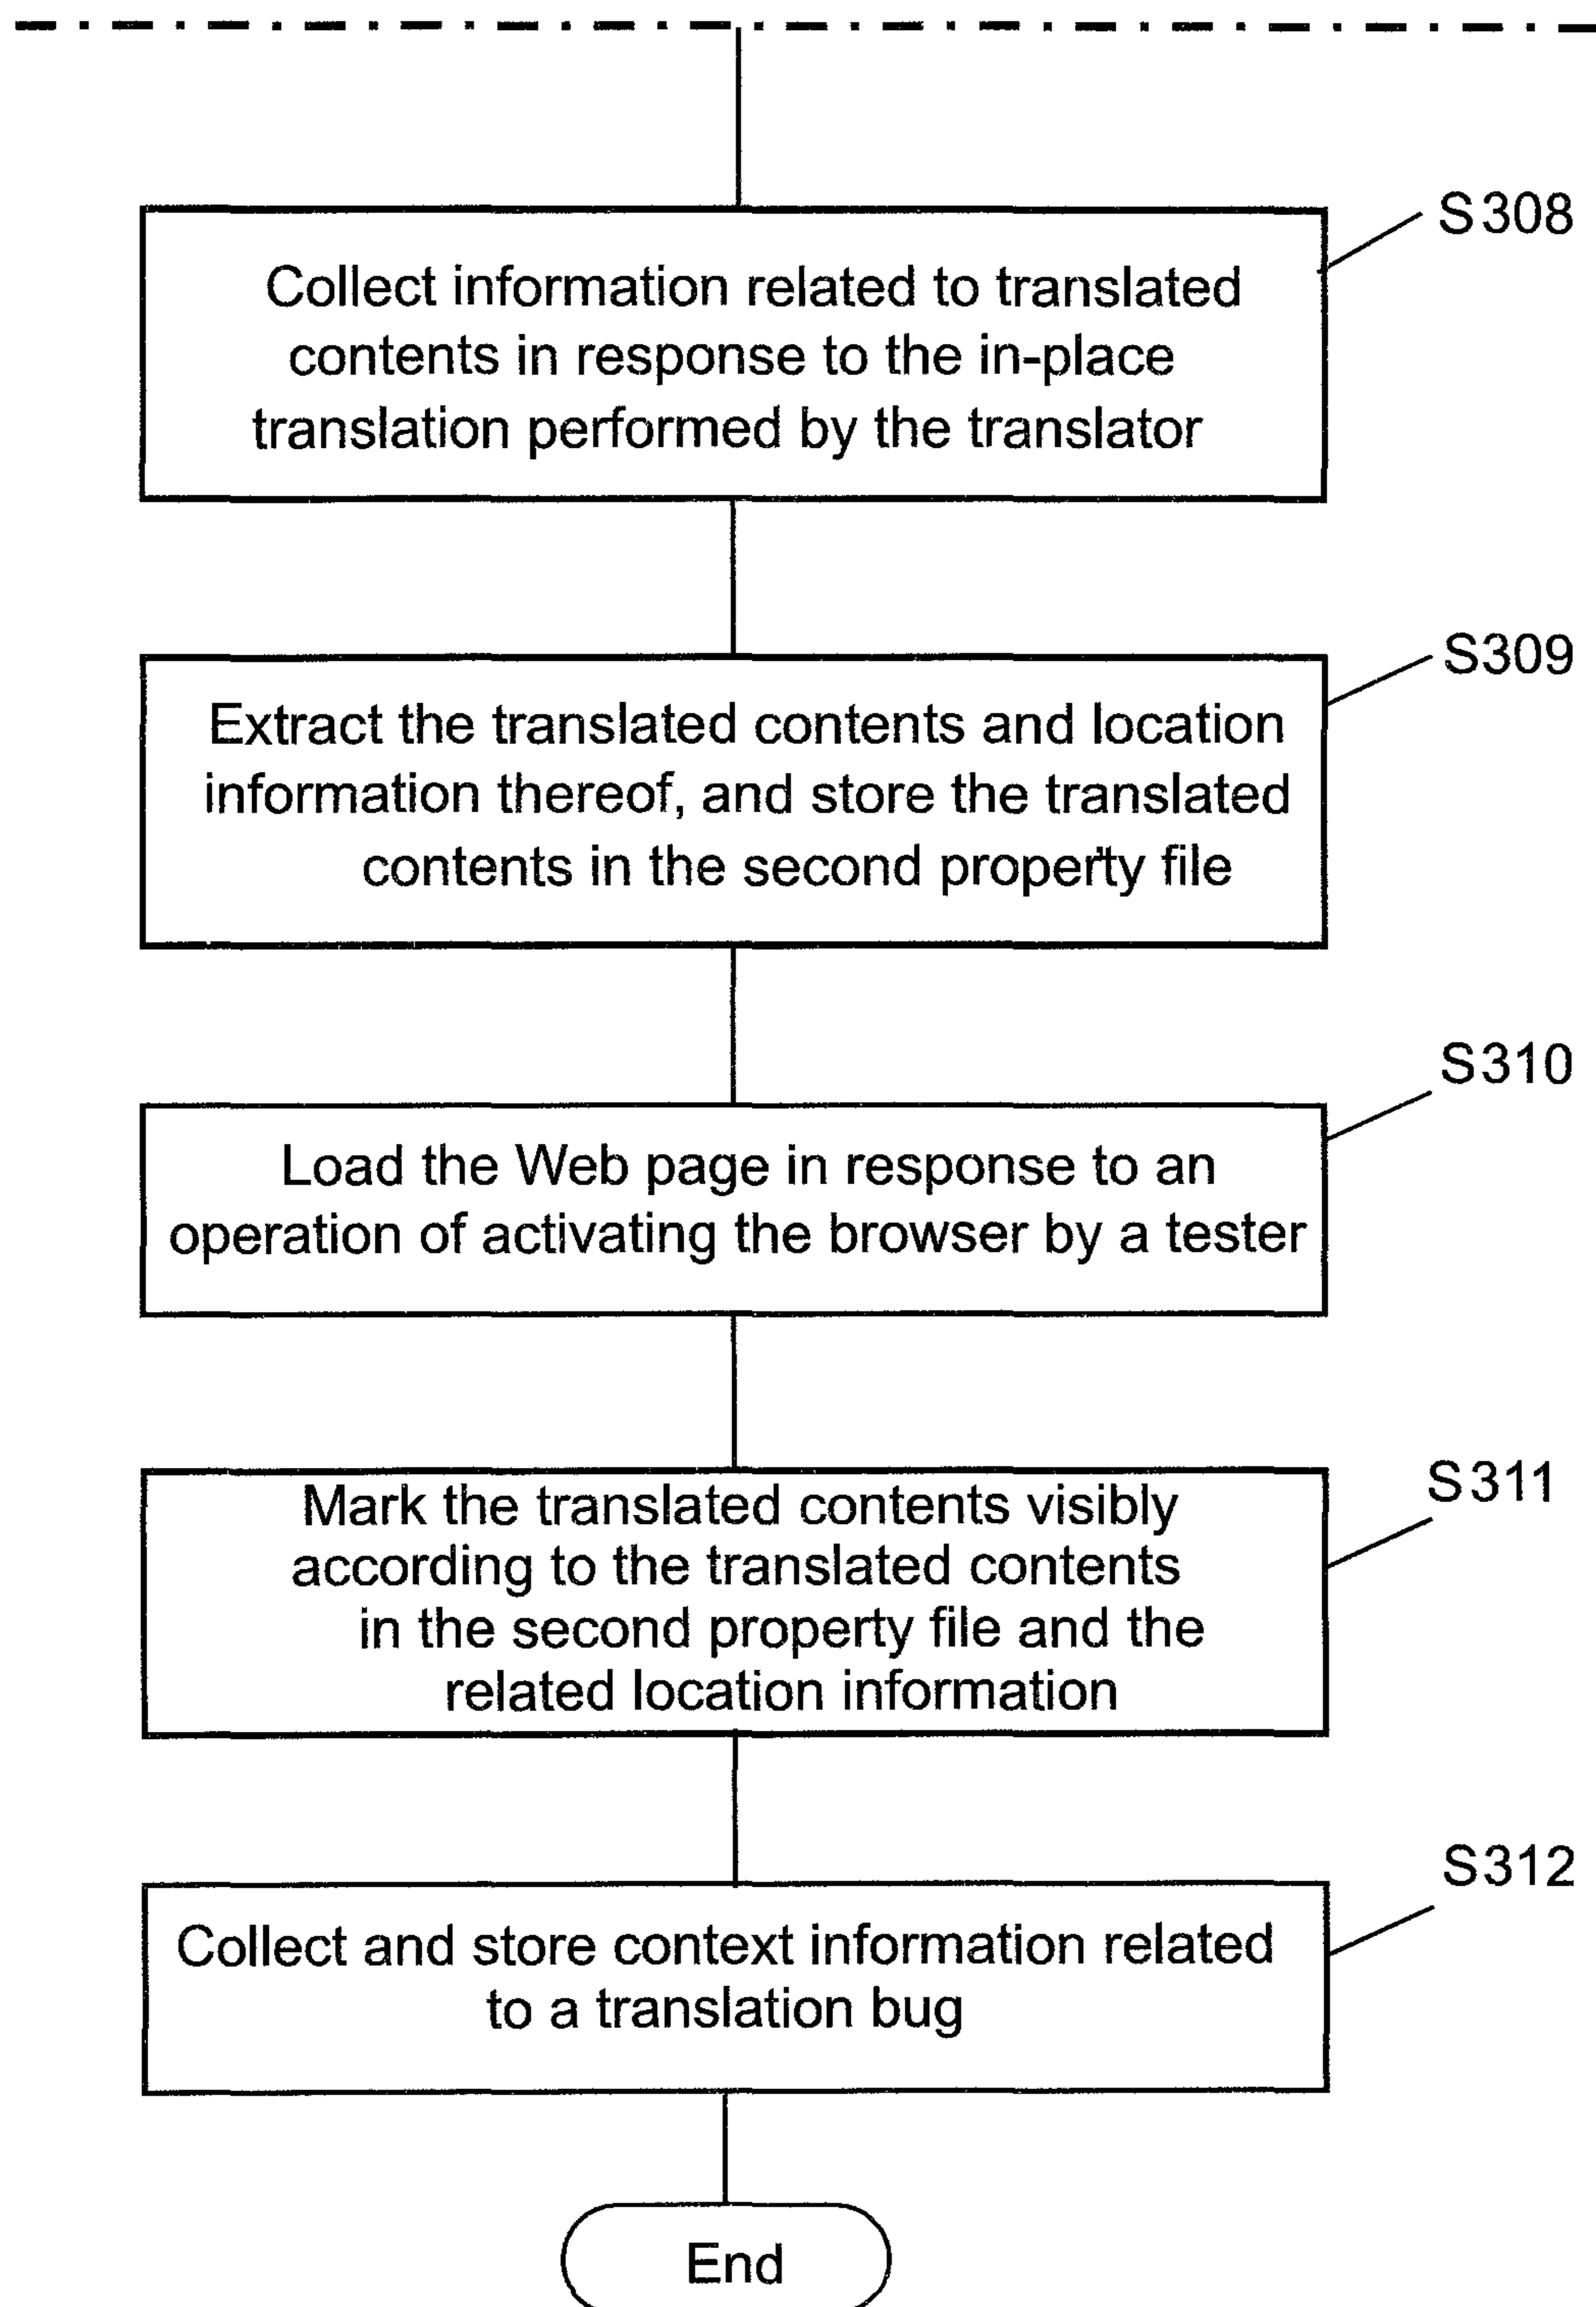 S308
Collect information related to translated
contents in response to the in-place
translation performed by the translator
S309
Extract the translated contents and location
information thereof, and store the translated
contents in the second property file
S310
Load the Web page in response to an
operation of activating the browser by a tester
S311
Mark the translated contents visibly
according to the translated contents
in the second property file and the
related location information
S312
Collect and store context information related
to a translation bug
End